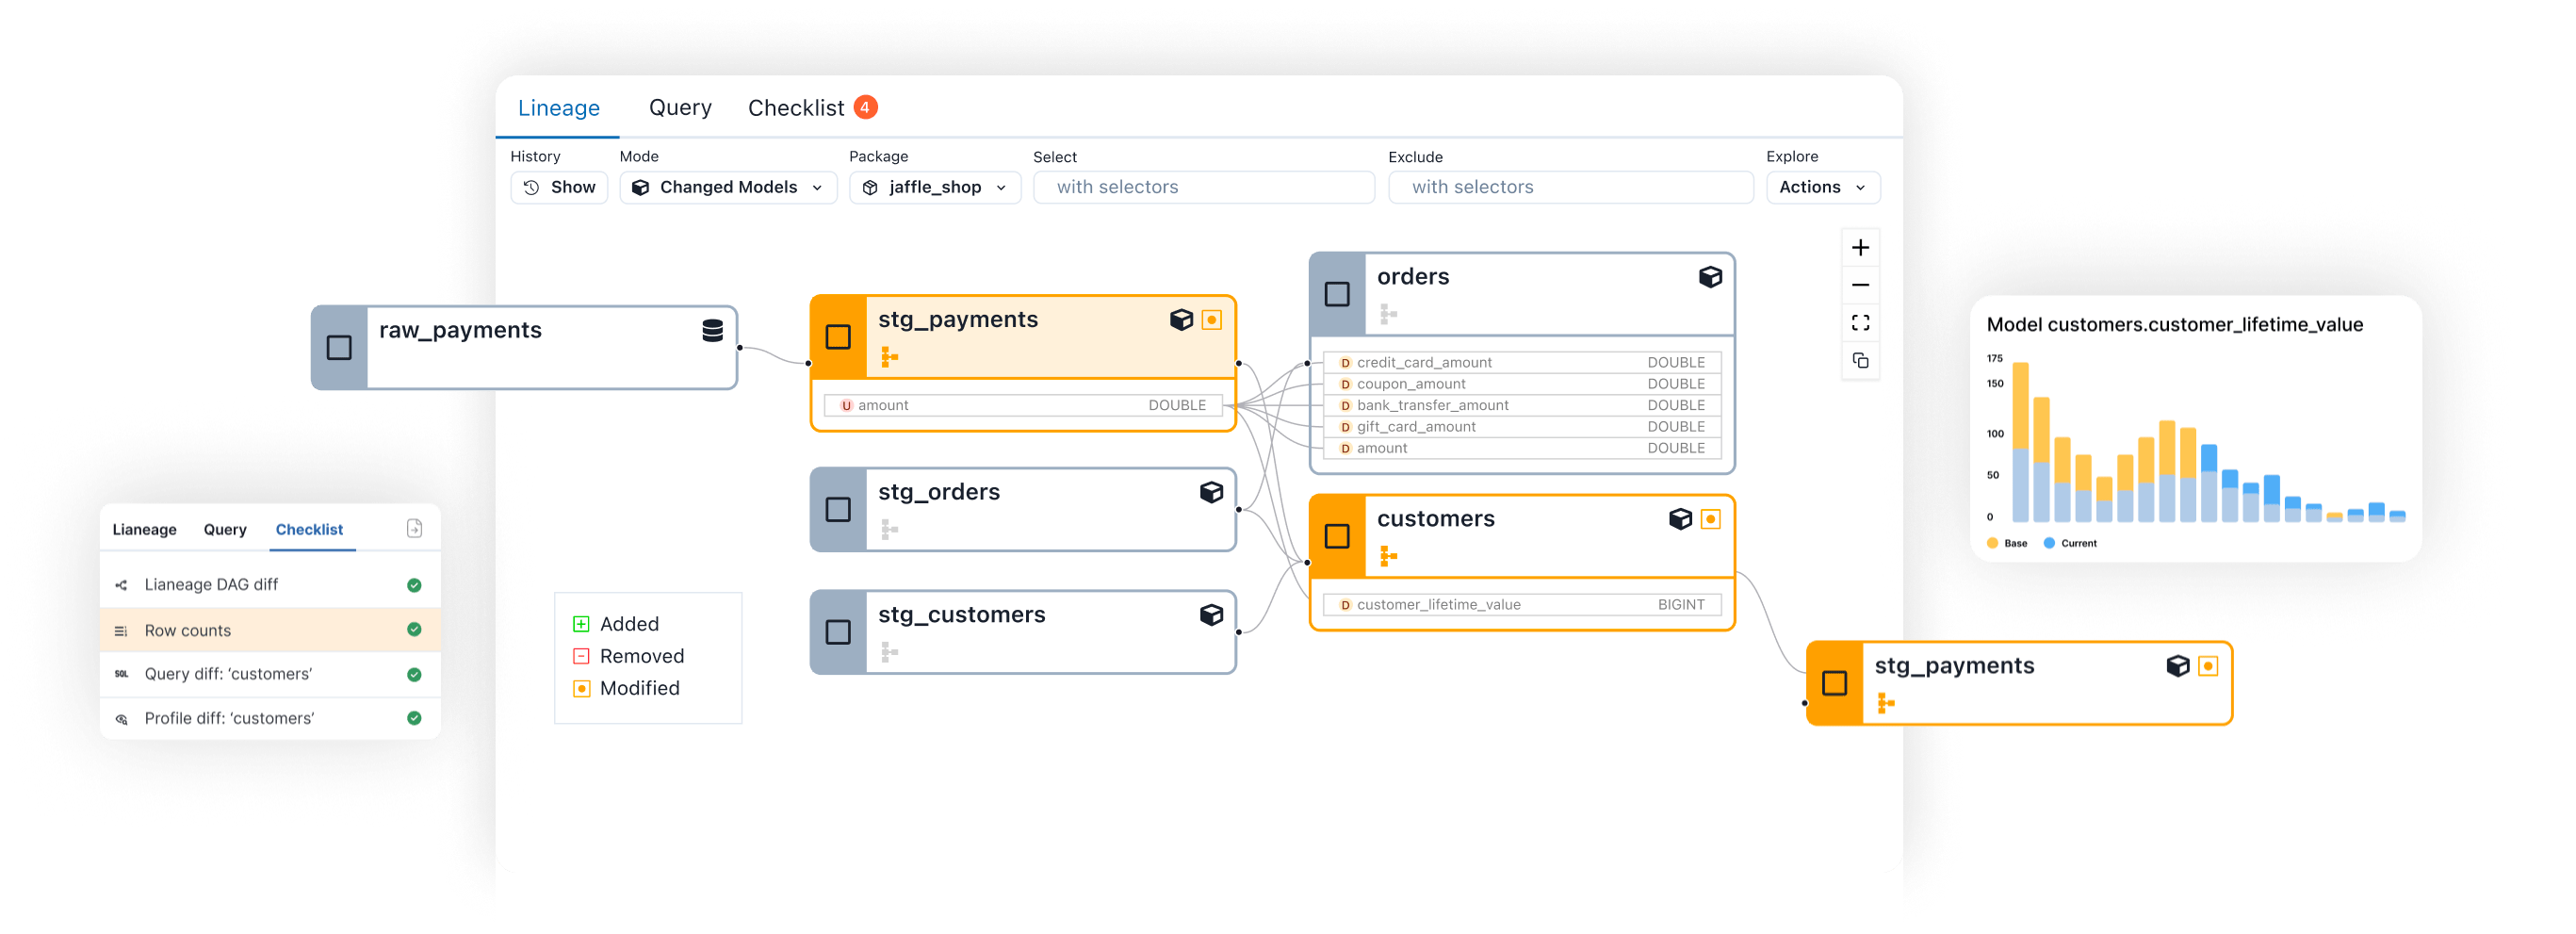 Lineage Query Checklist 4
History Mode Package Select Exclude Explore
Show Changed Models jaffle_shop with selectors with selectors Actions
raw_payments
stg_payments
U amount DOUBLE
stg_orders
stg_customers
orders
D credit_card_amount DOUBLE
D coupon_amount DOUBLE
D bank_transfer_amount DOUBLE
D gift_card_amount DOUBLE
D amount DOUBLE
customers
D customer_lifetime_value BIGINT
stg_payments
Added
Removed
Modified
Lianeage Query Checklist
Lianeage DAG diff
Row counts
SQL Query diff: ‘customers’
Profile diff: ‘customers’
Model customers.customer_lifetime_value
175
150
100
50
0
Base Current